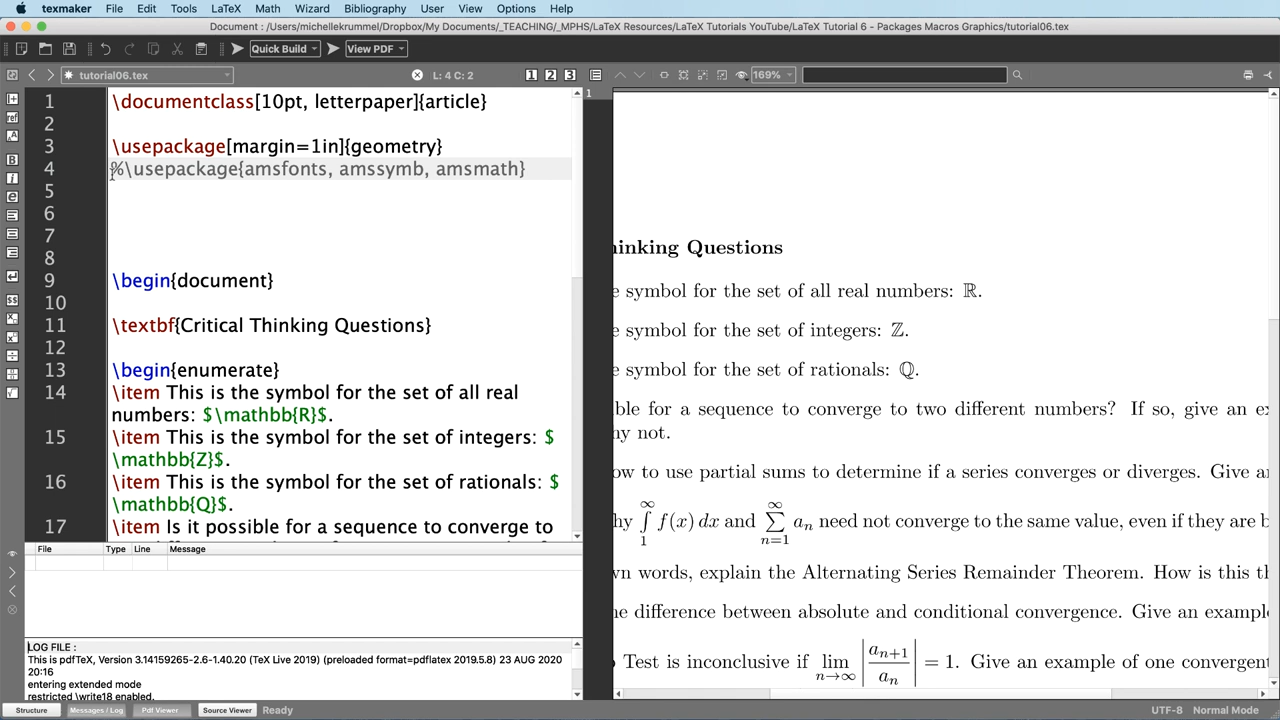 texmaker File Edit Tools LaTeX Math Wizard Bibliography User View Options Help
Document : /Users/michellekrummel/Dropbox/My Documents/_TEACHING/_MPHS/LaTeX Resources/LaTeX Tutorials YouTube/LaTeX Tutorial 6 - Packages Macros Graphics/tutorial06.tex
Quick Build View PDF
tutorial06.tex L: 4 C: 2 1 2 3 169%
1 \documentclass[10pt, letterpaper]{article}
2
3 \usepackage[margin=1in]{geometry}
4 %\usepackage{amsfonts, amssymb, amsmath}
5
6
7
8
9 \begin{document}
10
11 \textbf{Critical Thinking Questions}
12
13 \begin{enumerate}
14 \item This is the symbol for the set of all real
numbers: $\mathbb{R}$.
15 \item This is the symbol for the set of integers: $
\mathbb{Z}$.
16 \item This is the symbol for the set of rationals: $
\mathbb{Q}$.
17 \item Is it possible for a sequence to converge to
File Type Line Message
LOG FILE :
This is pdfTeX, Version 3.14159265-2.6-1.40.20 (TeX Live 2019) (preloaded format=pdflatex 2019.5.8) 23 AUG 2020
20:16
entering extended mode
restricted \write18 enabled.
1
hinking Questions
e symbol for the set of all real numbers: ℝ.
e symbol for the set of integers: ℤ.
e symbol for the set of rationals: ℚ.
ble for a sequence to converge to two different numbers? If so, give an ex
hy not.
ow to use partial sums to determine if a series converges or diverges. Give a
hy ∫₁^∞ f(x) dx and ∑_{n=1}^∞ aₙ need not converge to the same value, even if they are b
wn words, explain the Alternating Series Remainder Theorem. How is this th
he difference between absolute and conditional convergence. Give an example
Test is inconclusive if lim_{n→∞} |aₙ₊₁/aₙ| = 1. Give an example of one convergent
Structure Messages / Log Pdf Viewer Source Viewer Ready UTF-8 Normal Mode